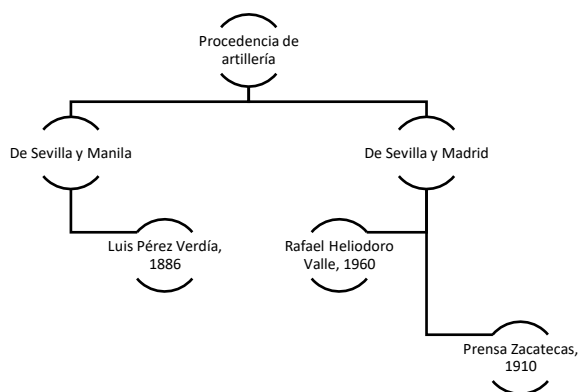 Procedencia de
artillería
De Sevilla y Manila
De Sevilla y Madrid
Luis Pérez Verdía,
1886
Rafael Heliodoro
Valle, 1960
Prensa Zacatecas,
1910